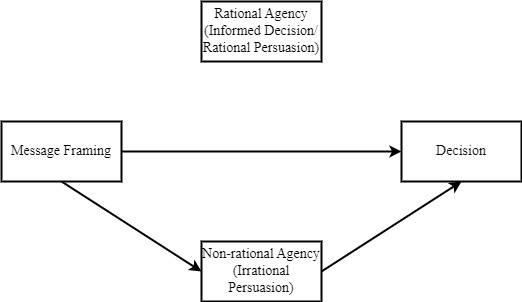 Rational Agency
(Informed Decision/
Rational Persuasion)
Message Framing
Decision
Non-rational Agency
(Irrational
Persuasion)